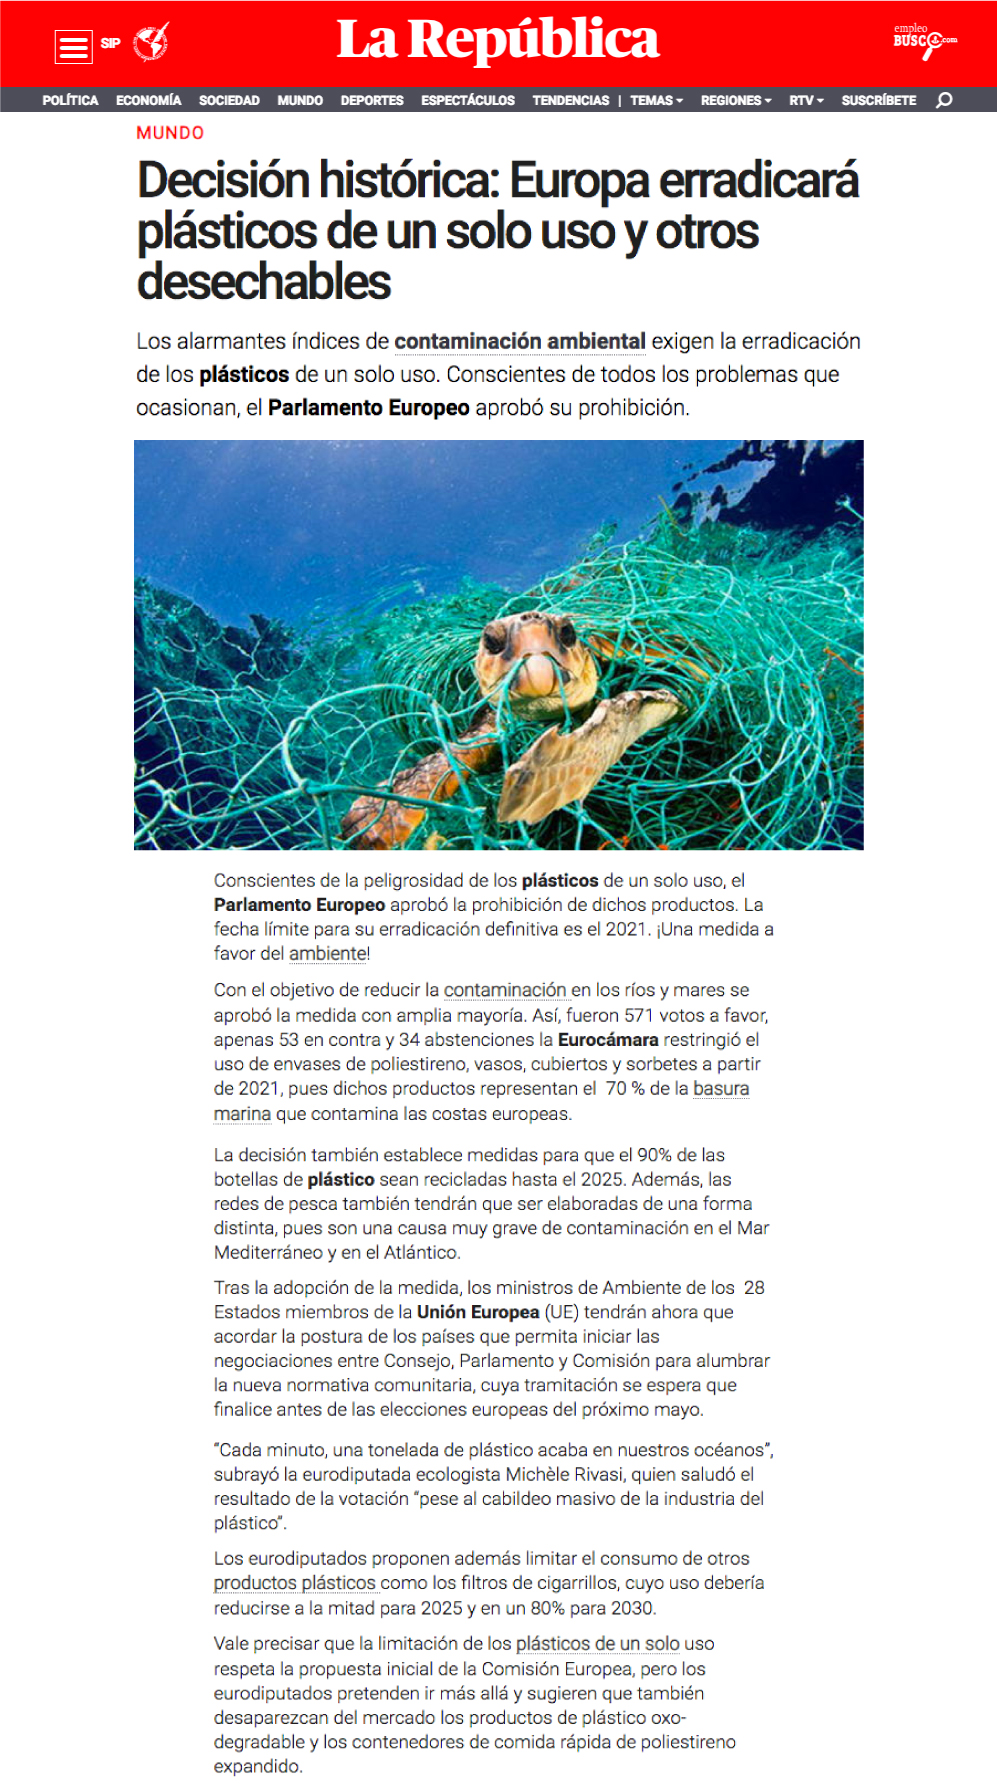 SIP
La República
empleo
BUSCO.com
POLÍTICA ECONOMÍA SOCIEDAD MUNDO DEPORTES ESPECTÁCULOS TENDENCIAS | TEMAS REGIONES RTV SUSCRÍBETE
MUNDO
Decisión histórica: Europa erradicará
plásticos de un solo uso y otros
desechables
Los alarmantes índices de contaminación ambiental exigen la erradicación
de los plásticos de un solo uso. Conscientes de todos los problemas que
ocasionan, el Parlamento Europeo aprobó su prohibición.
Conscientes de la peligrosidad de los plásticos de un solo uso, el
Parlamento Europeo aprobó la prohibición de dichos productos. La
fecha límite para su erradicación definitiva es el 2021. ¡Una medida a
favor del ambiente!
Con el objetivo de reducir la contaminación en los ríos y mares se
aprobó la medida con amplia mayoría. Así, fueron 571 votos a favor,
apenas 53 en contra y 34 abstenciones la Eurocámara restringió el
uso de envases de poliestireno, vasos, cubiertos y sorbetes a partir
de 2021, pues dichos productos representan el 70 % de la basura
marina que contamina las costas europeas.
La decisión también establece medidas para que el 90% de las
botellas de plástico sean recicladas hasta el 2025. Además, las
redes de pesca también tendrán que ser elaboradas de una forma
distinta, pues son una causa muy grave de contaminación en el Mar
Mediterráneo y en el Atlántico.
Tras la adopción de la medida, los ministros de Ambiente de los 28
Estados miembros de la Unión Europea (UE) tendrán ahora que
acordar la postura de los países que permita iniciar las
negociaciones entre Consejo, Parlamento y Comisión para alumbrar
la nueva normativa comunitaria, cuya tramitación se espera que
finalice antes de las elecciones europeas del próximo mayo.
“Cada minuto, una tonelada de plástico acaba en nuestros océanos”,
subrayó la eurodiputada ecologista Michèle Rivasi, quien saludó el
resultado de la votación “pese al cabildeo masivo de la industria del
plástico”.
Los eurodiputados proponen además limitar el consumo de otros
productos plásticos como los filtros de cigarrillos, cuyo uso debería
reducirse a la mitad para 2025 y en un 80% para 2030.
Vale precisar que la limitación de los plásticos de un solo uso
respeta la propuesta inicial de la Comisión Europea, pero los
eurodiputados pretenden ir más allá y sugieren que también
desaparezcan del mercado los productos de plástico oxo-
degradable y los contenedores de comida rápida de poliestireno
expandido.